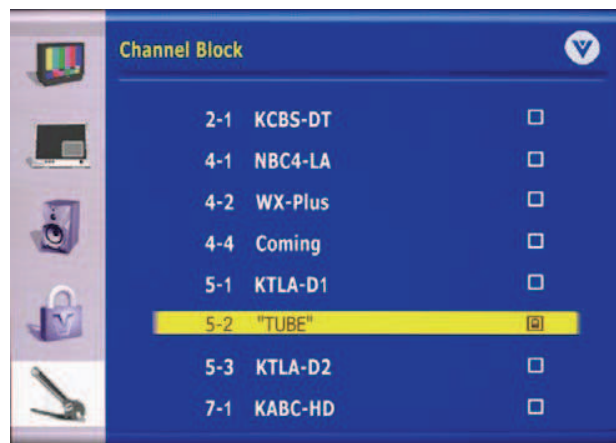 Channel Block
2-1 KCBS-DT
4-1 NBC4-LA
4-2 WX-Plus
4-4 Coming
5-1 KTLA-D1
5-2 "TUBE"
5-3 KTLA-D2
7-1 KABC-HD